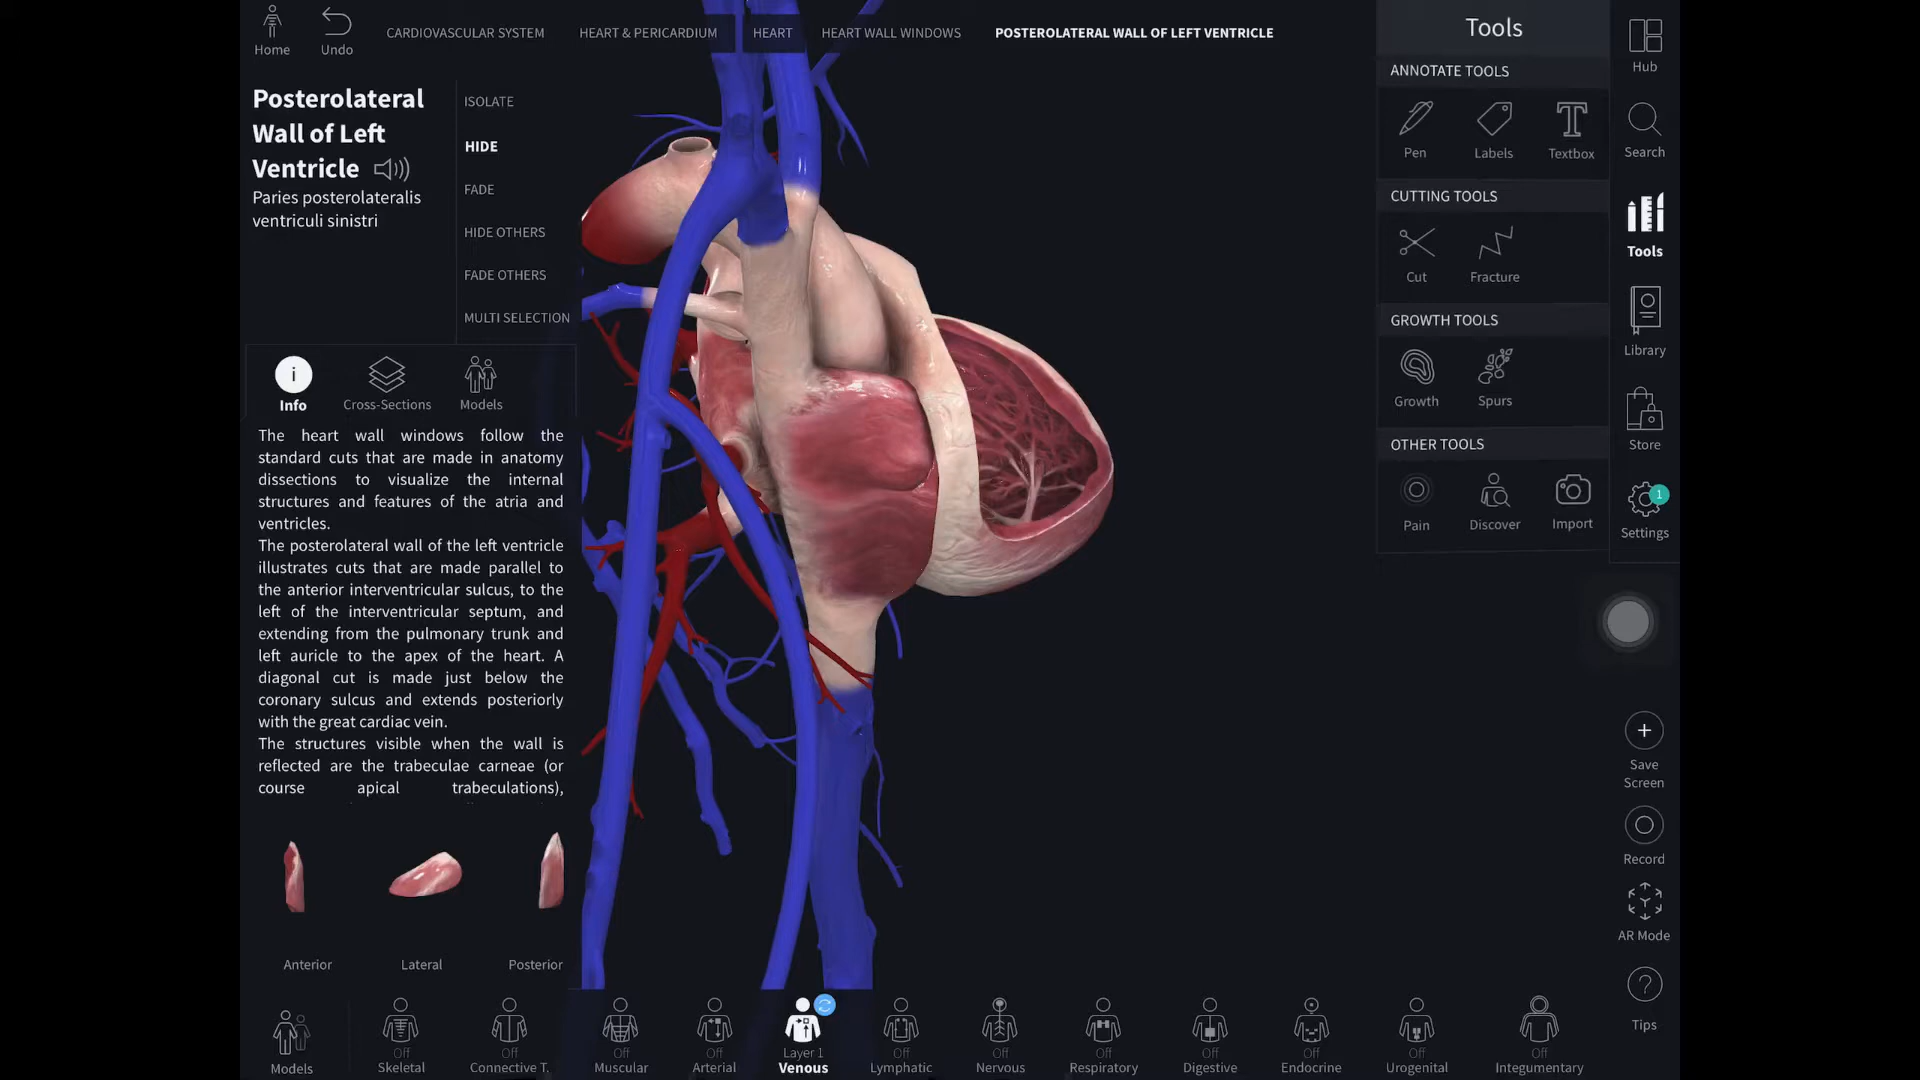 Home
Undo
CARDIOVASCULAR SYSTEM
HEART & PERICARDIUM
HEART
HEART WALL WINDOWS
POSTEROLATERAL WALL OF LEFT VENTRICLE
Posterolateral
Wall of Left
Ventricle
Paries posterolateralis
ventriculi sinistri
ISOLATE
HIDE
FADE
HIDE OTHERS
FADE OTHERS
MULTI SELECTION
i
Info
Cross-Sections
Models
The heart wall windows follow the
standard cuts that are made in anatomy
dissections to visualize the internal
structures and features of the atria and
ventricles.
The posterolateral wall of the left ventricle
illustrates cuts that are made parallel to
the anterior interventricular sulcus, to the
left of the interventricular septum, and
extending from the pulmonary trunk and
left auricle to the apex of the heart. A
diagonal cut is made just below the
coronary sulcus and extends posteriorly
with the great cardiac vein.
The structures visible when the wall is
reflected are the trabeculae carneae (or
course apical trabeculations),
Anterior
Lateral
Posterior
Tools
ANNOTATE TOOLS
Pen
Labels
Textbox
CUTTING TOOLS
Cut
Fracture
GROWTH TOOLS
Growth
Spurs
OTHER TOOLS
Pain
Discover
Import
Hub
Search
Tools
Library
Store
1
Settings
Save
Screen
Record
AR Mode
?
Tips
Models
Off
Skeletal
Off
Connective T.
Off
Muscular
Off
Arterial
Layer 1
Venous
Off
Lymphatic
Off
Nervous
Off
Respiratory
Off
Digestive
Off
Endocrine
Off
Urogenital
Off
Integumentary